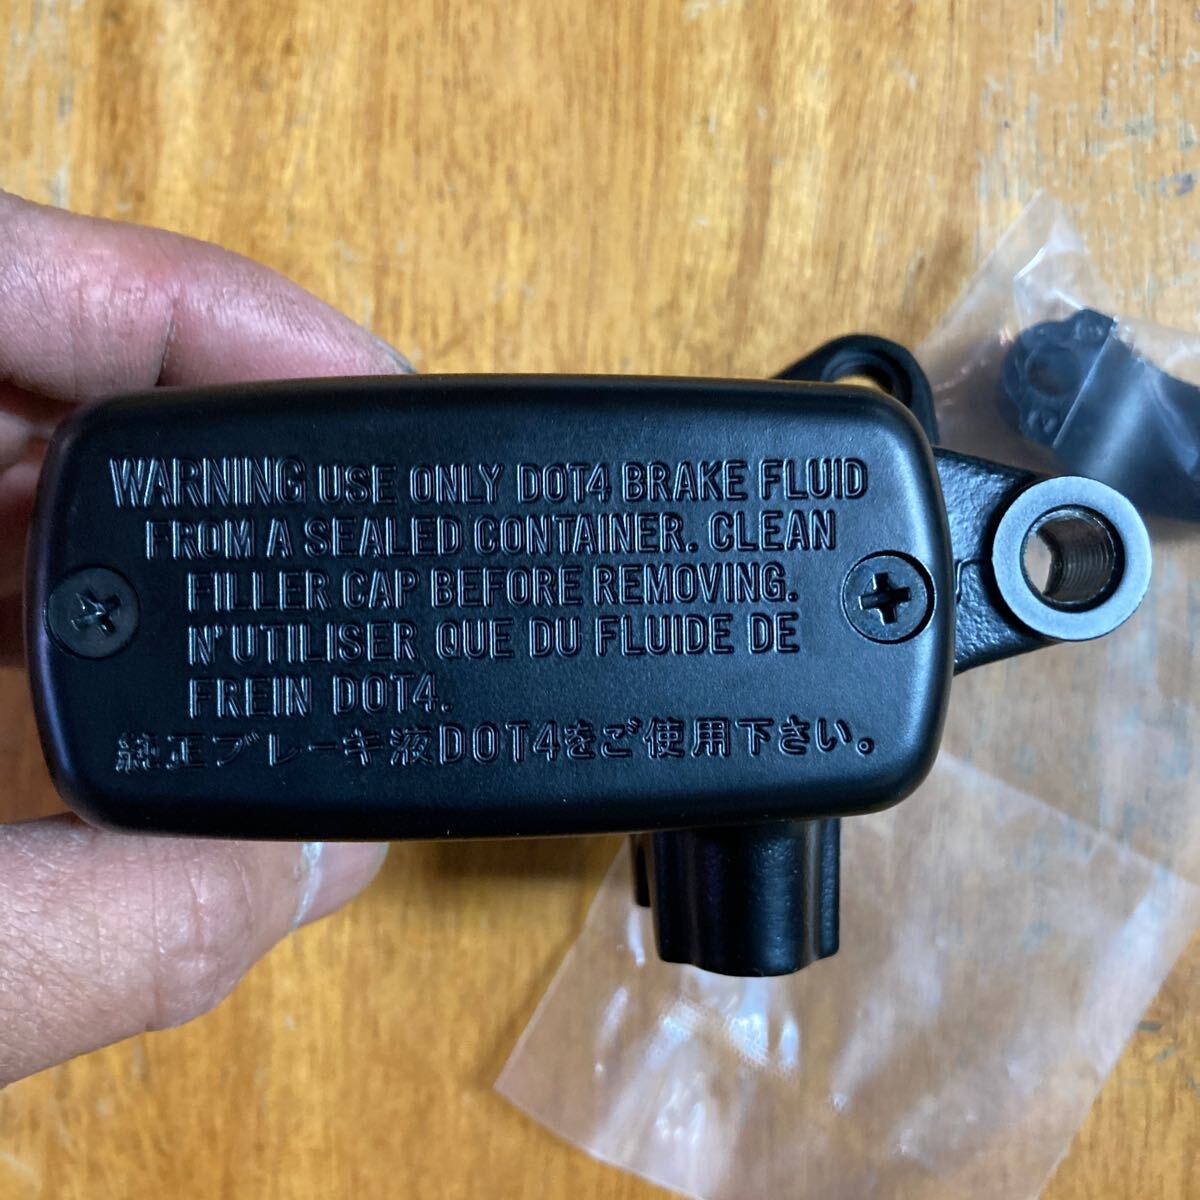 WARNING USE ONLY DOT4 BRAKE FLUID
FROM A SEALED CONTAINER. CLEAN
FILLER CAP BEFORE REMOVING.
N'UTILISER QUE DU FLUIDE DE
FREIN DOT4.
純正ブレーキ液DOT4をご使用下さい。